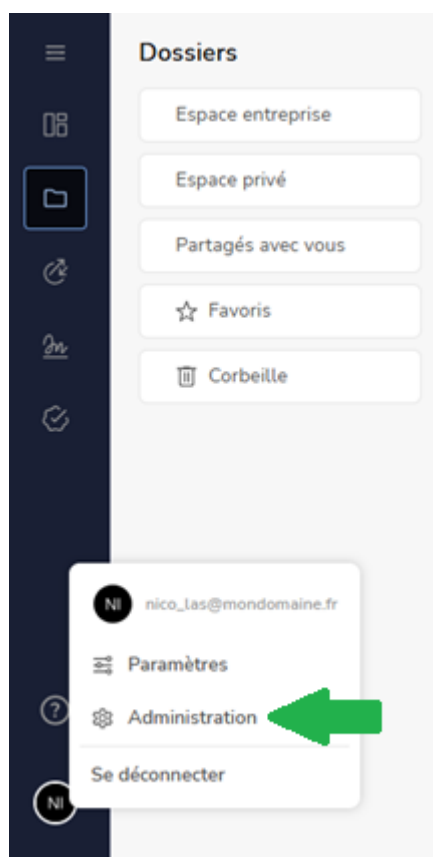 Dossiers
Espace entreprise
Espace privé
Partagés avec vous
Favoris
Corbeille
NI nico_las@mondomaine.fr
Paramètres
Administration
Se déconnecter
NI